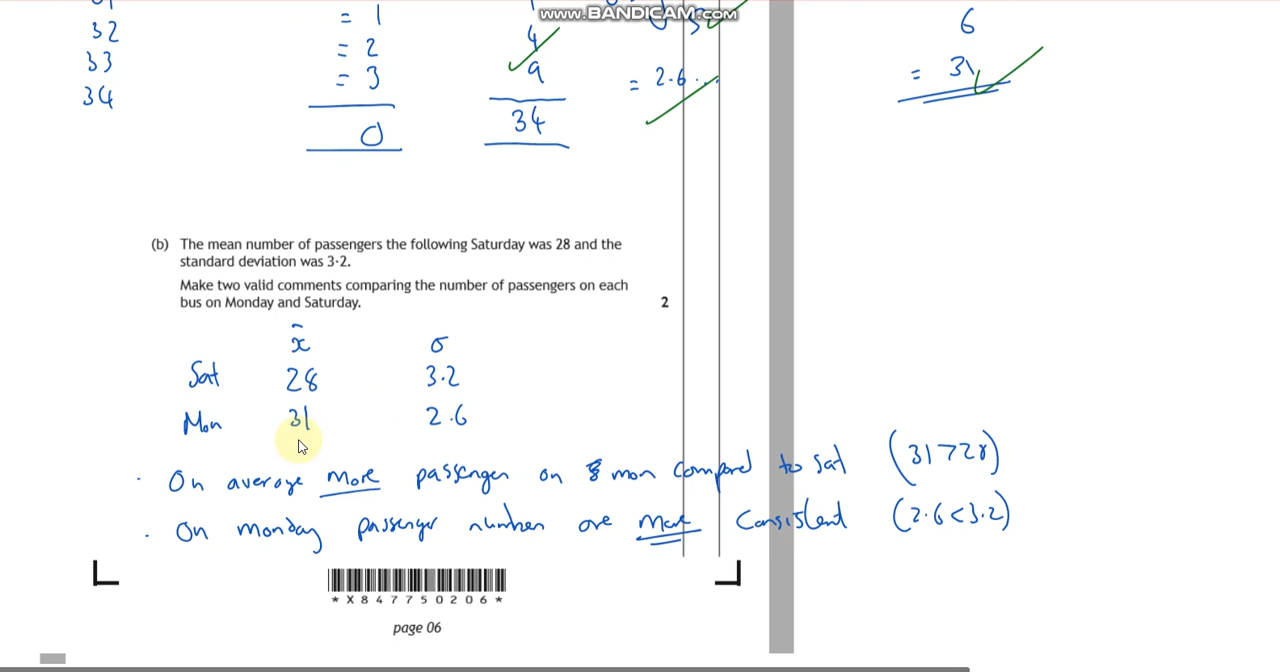 www.BANDICAM.com
32
33
34
= 1
= 2
= 3
0
4
9
34
= 2.6...
6
= 31
(b) The mean number of passengers the following Saturday was 28 and the
standard deviation was 3·2.
Make two valid comments comparing the number of passengers on each
bus on Monday and Saturday.
2
x̄ σ
Sat 28 3.2
Mon 31 2.6
· On average more passenger on mon compared to sat (31>28)
· On monday passenger numbers are more consistent (2.6<3.2)
*X847750206*
page 06